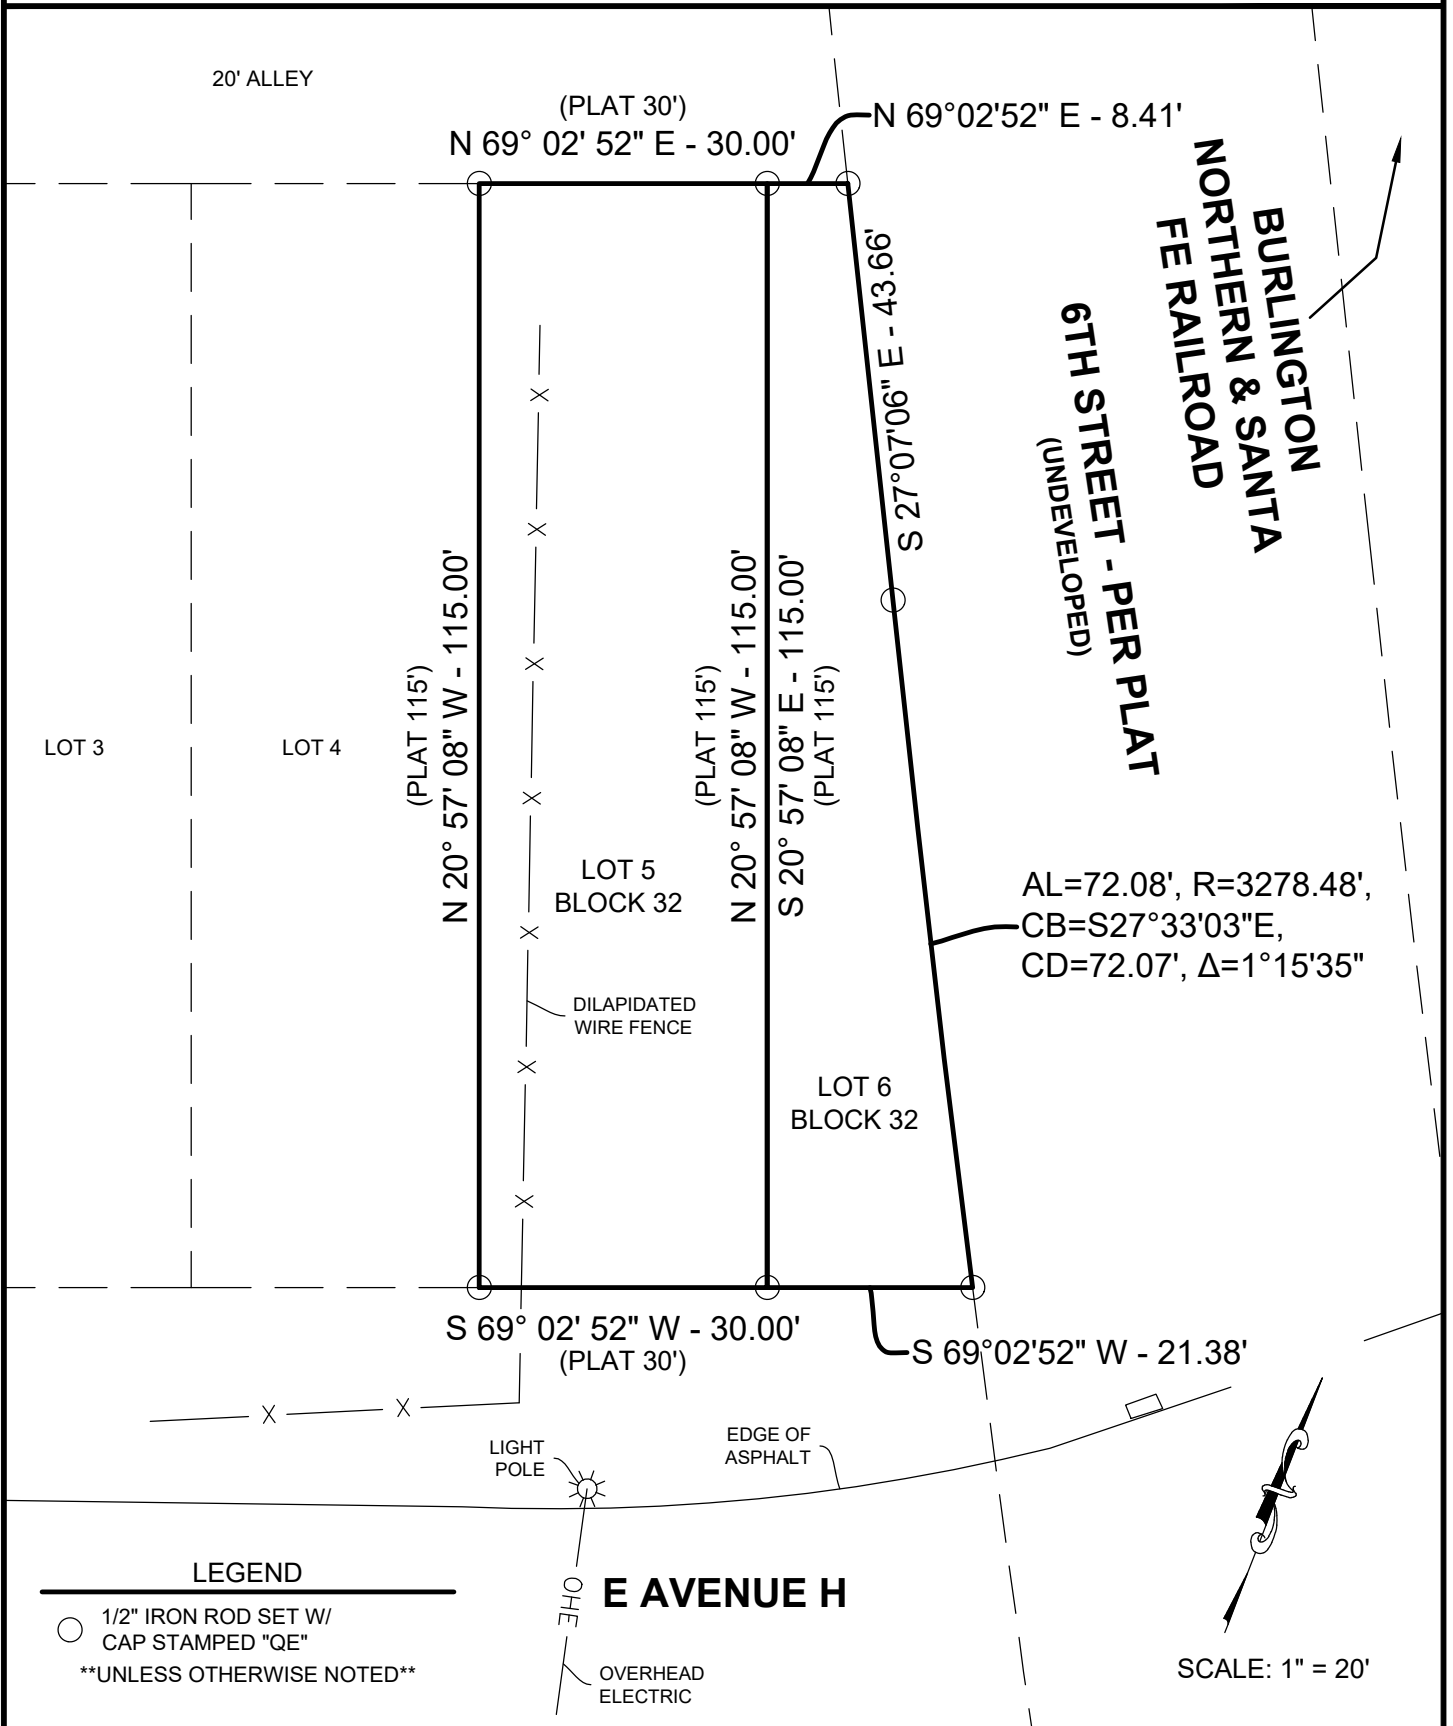 20' ALLEY
(PLAT 30')
N 69° 02' 52" E - 30.00'
N 69°02'52" E - 8.41'
BURLINGTON
NORTHERN & SANTA
FE RAILROAD
S 27°07'06" E - 43.66'
6TH STREET - PER PLAT
(UNDEVELOPED)
LOT 3
LOT 4
(PLAT 115')
N 20° 57' 08" W - 115.00'
(PLAT 115')
N 20° 57' 08" W - 115.00'
S 20° 57' 08" E - 115.00'
(PLAT 115')
LOT 5
BLOCK 32
AL=72.08', R=3278.48',
CB=S27°33'03"E,
CD=72.07', Δ=1°15'35"
DILAPIDATED
WIRE FENCE
LOT 6
BLOCK 32
S 69° 02' 52" W - 30.00'
(PLAT 30')
S 69°02'52" W - 21.38'
LIGHT
POLE
EDGE OF
ASPHALT
LEGEND
1/2" IRON ROD SET W/
CAP STAMPED "QE"
**UNLESS OTHERWISE NOTED**
OHE
E AVENUE H
OVERHEAD
ELECTRIC
SCALE: 1" = 20'